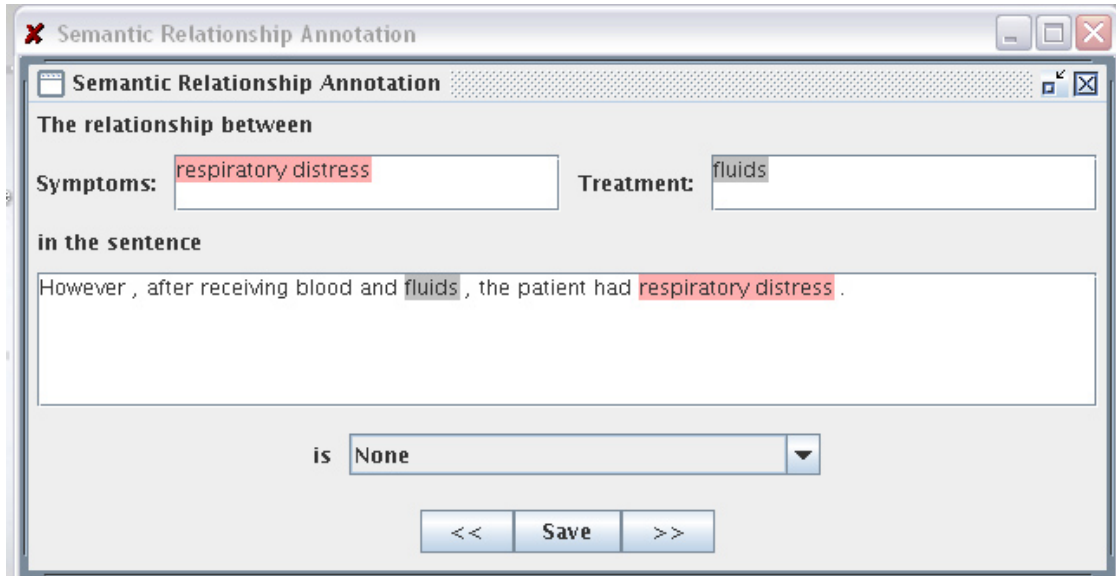 Semantic Relationship Annotation
Semantic Relationship Annotation
The relationship between
Symptoms: respiratory distress Treatment: fluids
in the sentence
However , after receiving blood and fluids , the patient had respiratory distress .
is None
<< Save >>